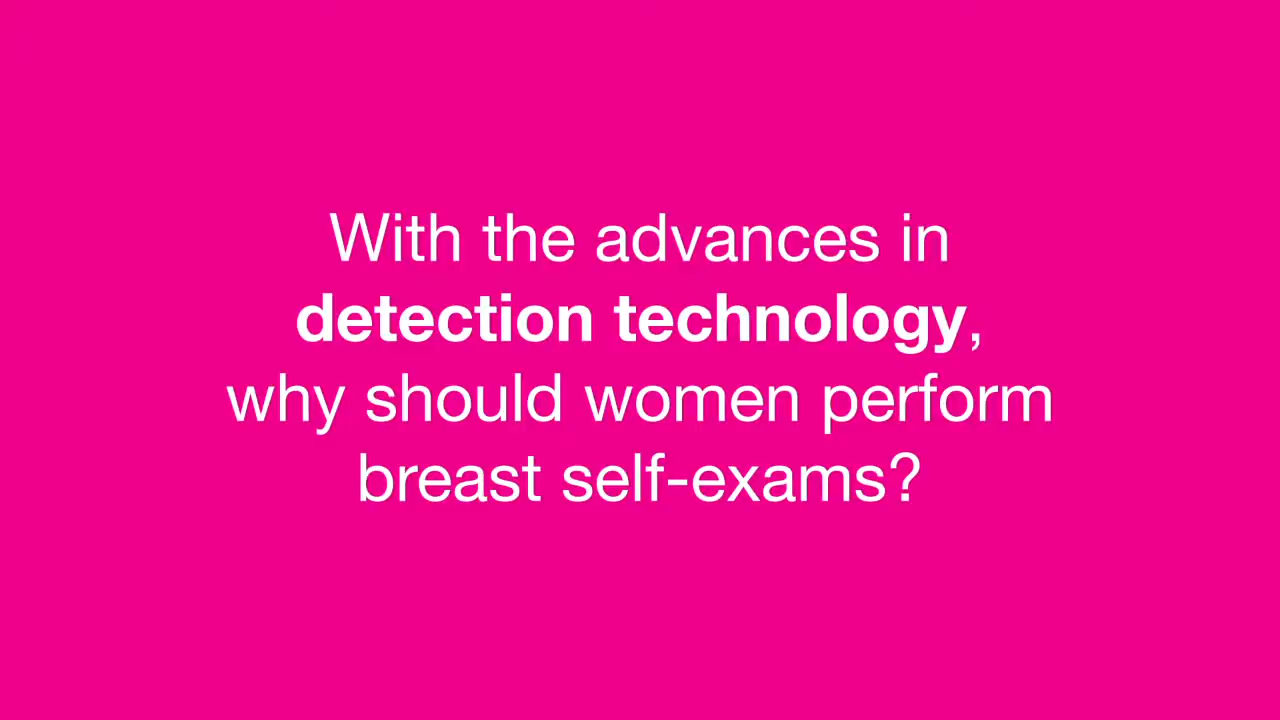 With the advances in
detection technology,
why should women perform
breast self-exams?